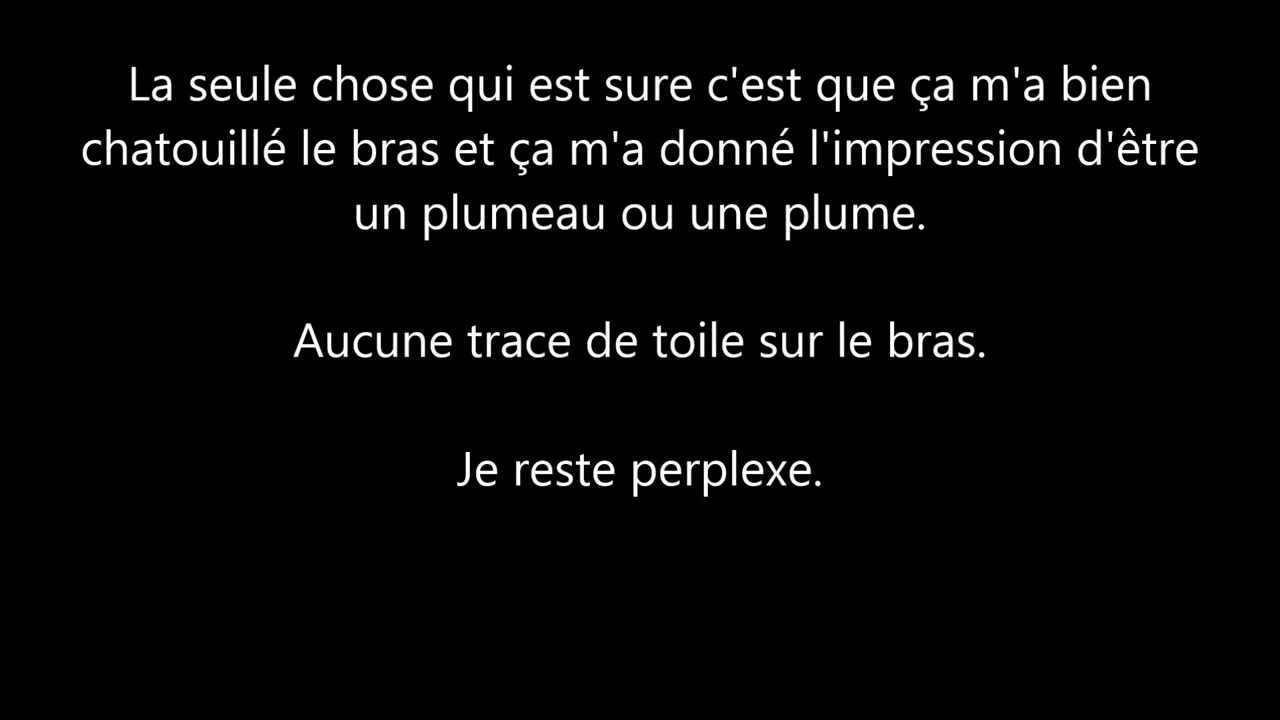 La seule chose qui est sure c'est que ça m'a bien
chatouillé le bras et ça m'a donné l'impression d'être
un plumeau ou une plume.
Aucune trace de toile sur le bras.
Je reste perplexe.